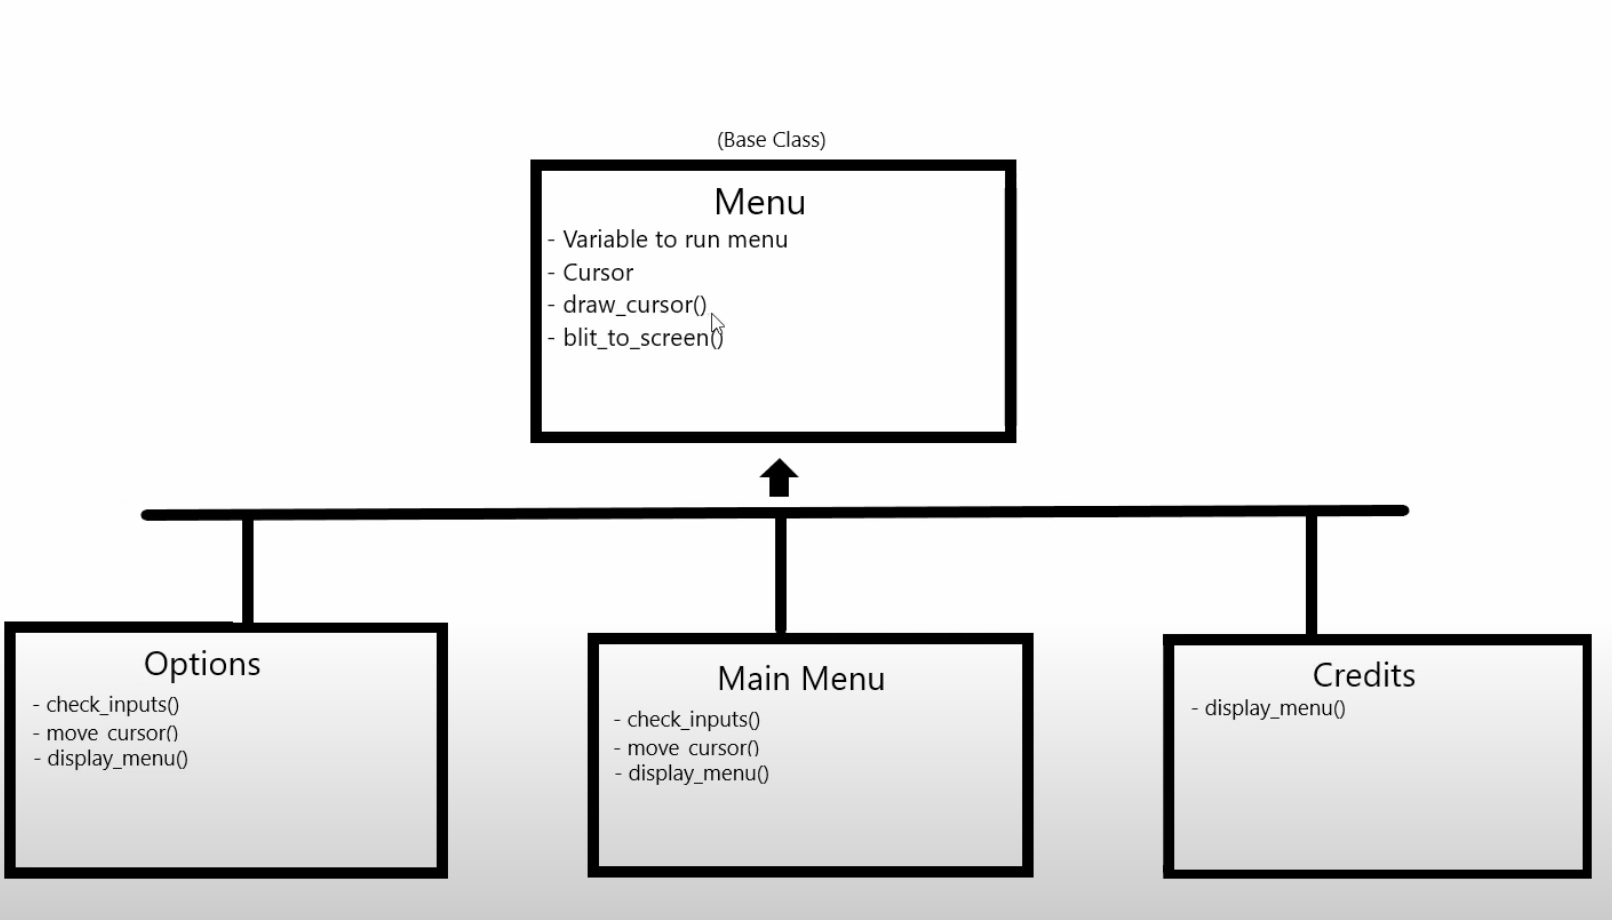 (Base Class)
Menu
- Variable to run menu
- Cursor
- draw_cursor()
- blit_to_screen()
Options
- check_inputs()
- move_cursor()
- display_menu()
Main Menu
- check_inputs()
- move_cursor()
- display_menu()
Credits
- display_menu()